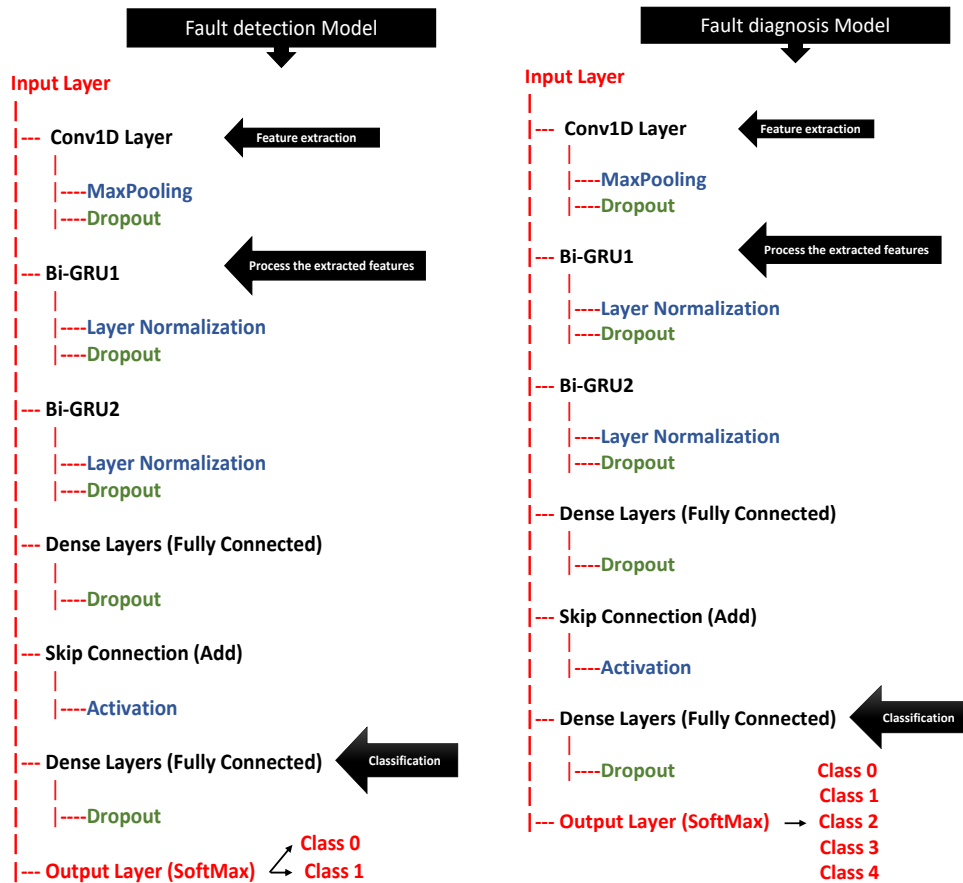 Fault detection Model
Input Layer
|--- Conv1D Layer
Feature extraction
|----MaxPooling
|----Dropout
|--- Bi-GRU1
Process the extracted features
|----Layer Normalization
|----Dropout
|--- Bi-GRU2
|----Layer Normalization
|----Dropout
|--- Dense Layers (Fully Connected)
|----Dropout
|--- Skip Connection (Add)
|----Activation
|--- Dense Layers (Fully Connected)
Classification
|----Dropout
|--- Output Layer (SoftMax)
Class 0
Class 1
Fault diagnosis Model
Input Layer
|--- Conv1D Layer
Feature extraction
|----MaxPooling
|----Dropout
|--- Bi-GRU1
Process the extracted features
|----Layer Normalization
|----Dropout
|--- Bi-GRU2
|----Layer Normalization
|----Dropout
|--- Dense Layers (Fully Connected)
|----Dropout
|--- Skip Connection (Add)
|----Activation
|--- Dense Layers (Fully Connected)
Classification
|----Dropout
|--- Output Layer (SoftMax)
Class 0
Class 1
Class 2
Class 3
Class 4